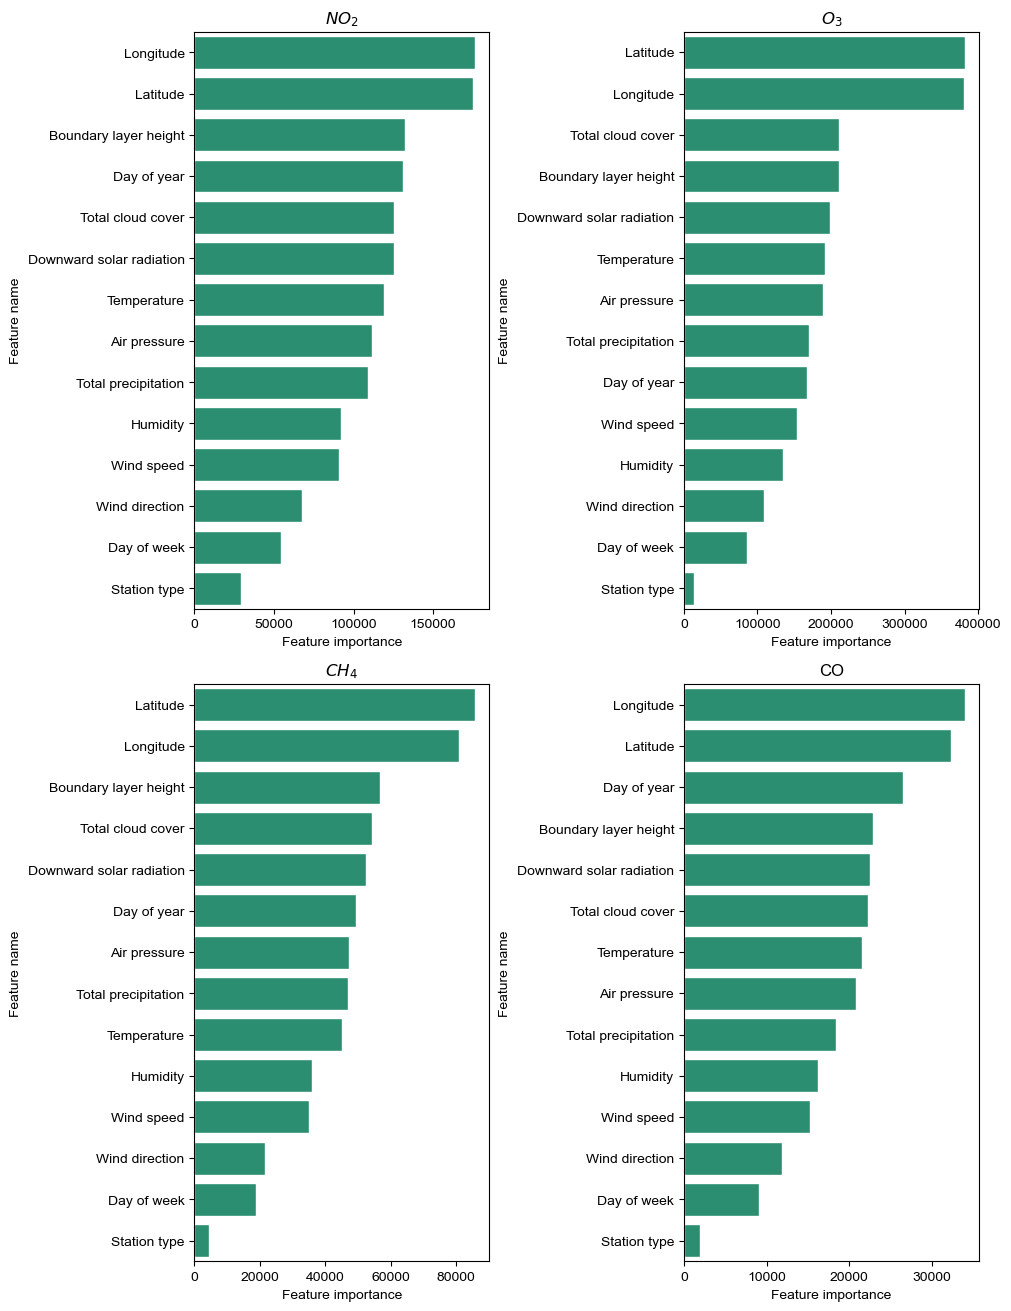 NO₂
Feature name
Longitude
Latitude
Boundary layer height
Day of year
Total cloud cover
Downward solar radiation
Temperature
Air pressure
Total precipitation
Humidity
Wind speed
Wind direction
Day of week
Station type
0 50000 100000 150000
Feature importance
O₃
Feature name
Latitude
Longitude
Total cloud cover
Boundary layer height
Downward solar radiation
Temperature
Air pressure
Total precipitation
Day of year
Wind speed
Humidity
Wind direction
Day of week
Station type
0 100000 200000 300000 400000
Feature importance
CH₄
Feature name
Latitude
Longitude
Boundary layer height
Total cloud cover
Downward solar radiation
Day of year
Air pressure
Total precipitation
Temperature
Humidity
Wind speed
Wind direction
Day of week
Station type
0 20000 40000 60000 80000
Feature importance
CO
Feature name
Longitude
Latitude
Day of year
Boundary layer height
Downward solar radiation
Total cloud cover
Temperature
Air pressure
Total precipitation
Humidity
Wind speed
Wind direction
Day of week
Station type
0 10000 20000 30000
Feature importance